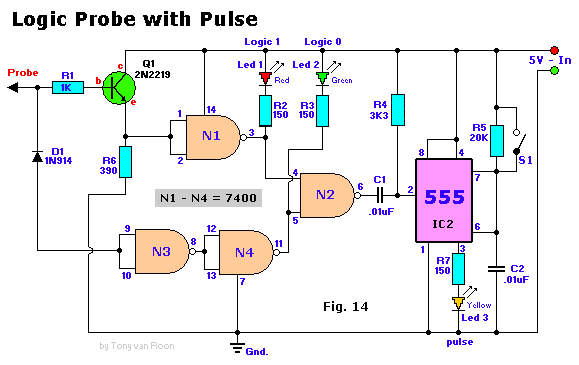 Logic Probe with Pulse
Logic 1
Logic 0
5V - In
Probe
R1
1K
b
c
e
Q1
2N2219
Led 1
Red
Led 2
Green
R2
150
R3
150
R4
3K3
R5
20K
S1
D1
1N914
R6
390
1
2
14
N1
3
4
5
N2
6
C1
.01uF
2
8
4
7
6
555
IC2
1
3
N1 - N4 = 7400
9
10
N3
8
12
13
N4
11
7
R7
150
C2
.01uF
Yellow
Led 3
Fig. 14
by Tony van Roon
Gnd.
pulse